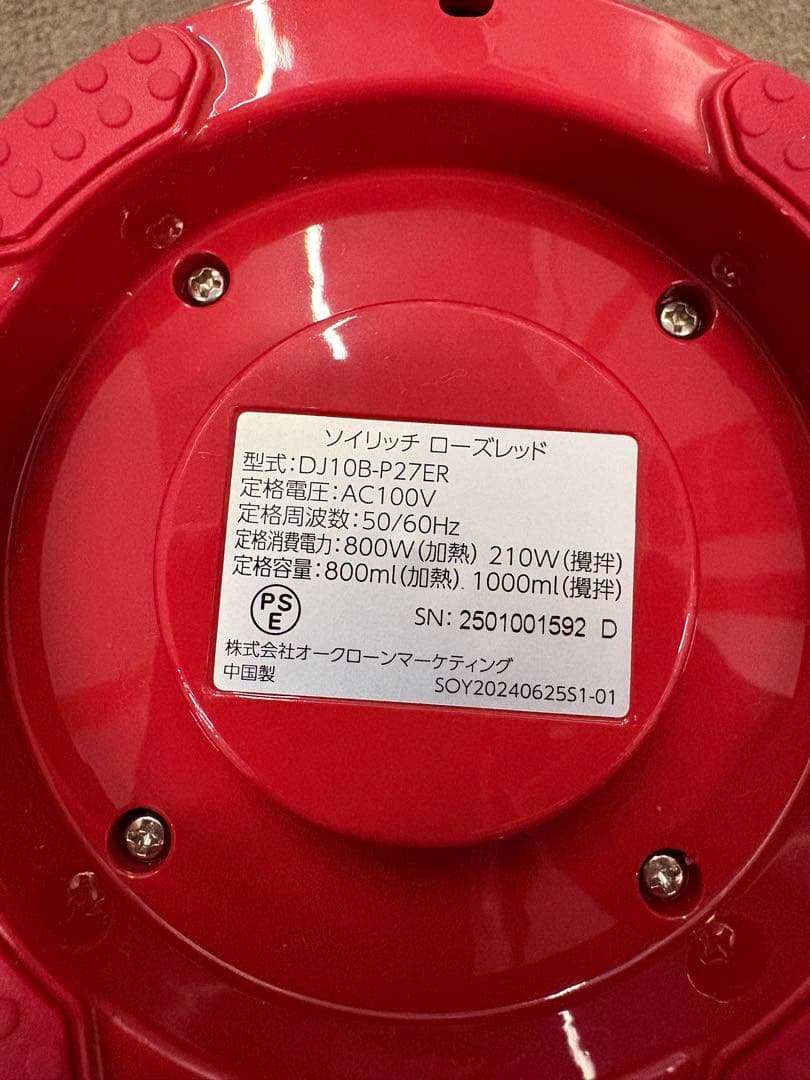 ソイリッチ ローズレッド
型式:DJ10B-P27ER
定格電圧:AC100V
定格周波数:50/60Hz
定格消費電力:800W(加熱) 210W(攪拌)
定格容量:800ml(加熱). 1000ml(攪拌)
PS
E
SN: 2501001592 D
株式会社オークローンマーケティング
中国製
SOY20240625S1-01